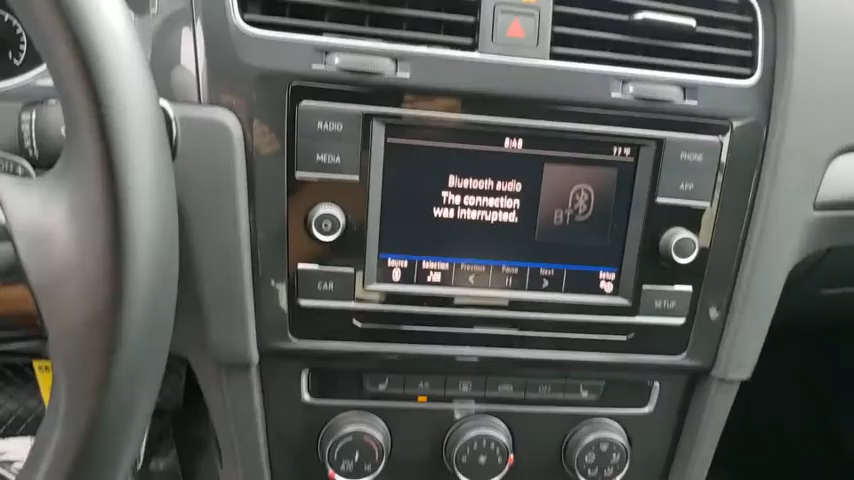 RADIO
MEDIA
CAR
8:48
Bluetooth audio
The connection
was interrupted.
BT
Source
Selection
Previous
Pause
Next
Setup
PHONE
APP
SETUP
A/C
OFF